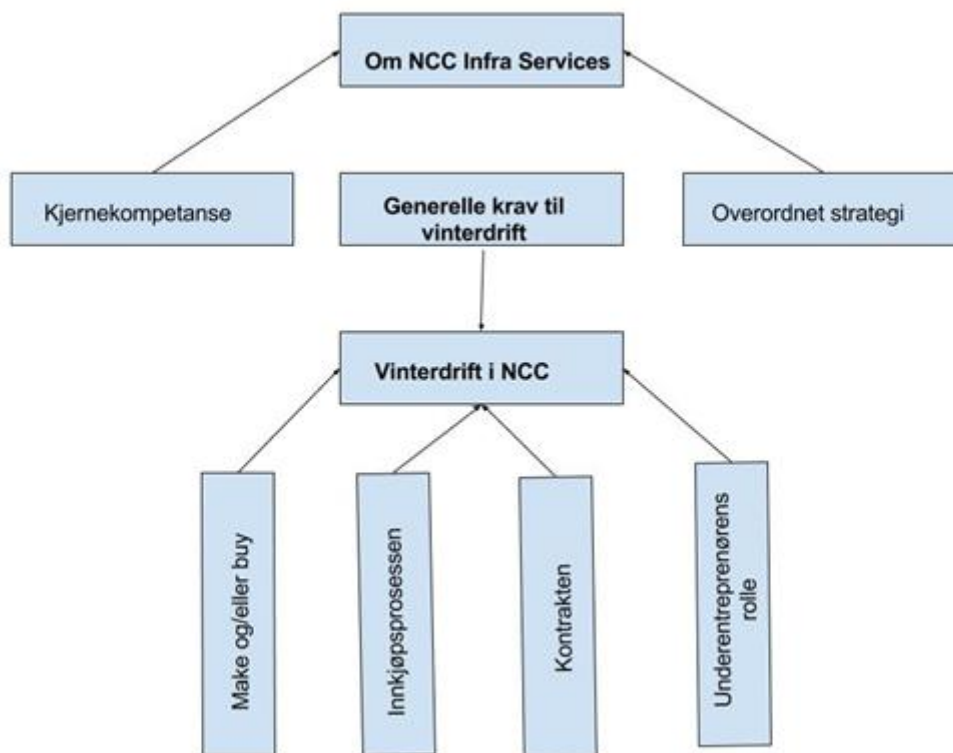 Om NCC Infra Services
Kjernekompetanse
Generelle krav til
vinterdrift
Overordnet strategi
Vinterdrift i NCC
Make og/eller buy
Innkjøpsprosessen
Kontrakten
Underentreprenørens
rolle